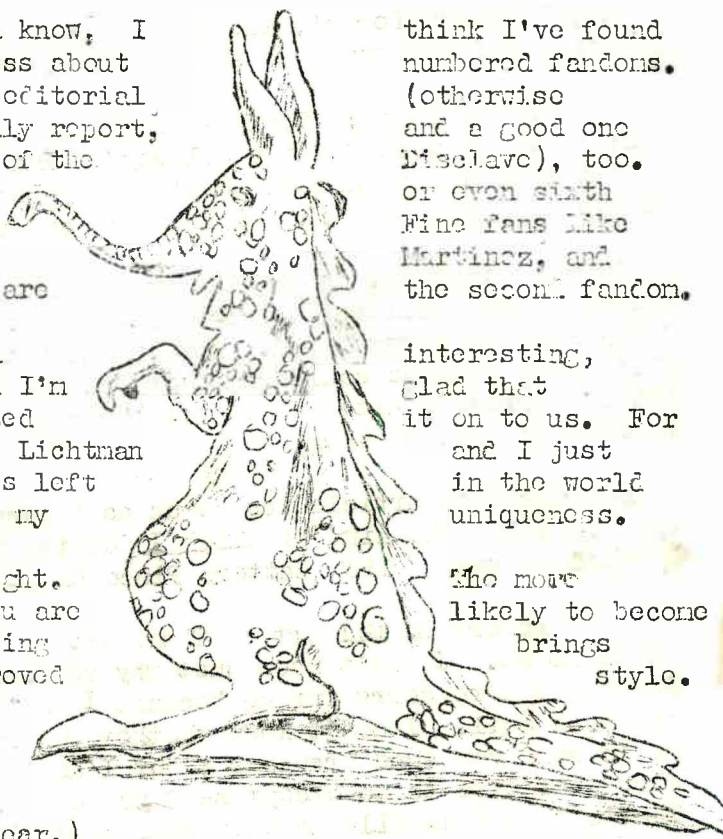 know, I think I've found
ss about numbered fandoms.
editorial (otherwise
ly report, and a good one
of the Disclave), too.
or even sixth
Fine fans like
Martinez, and
are the second fandom.
interesting,
I'm glad that
ed it on to us. For
Lichtman and I just
s left in the world
my uniqueness.
ght. The more
u are likely to become
ing brings
roved style.
ear.)